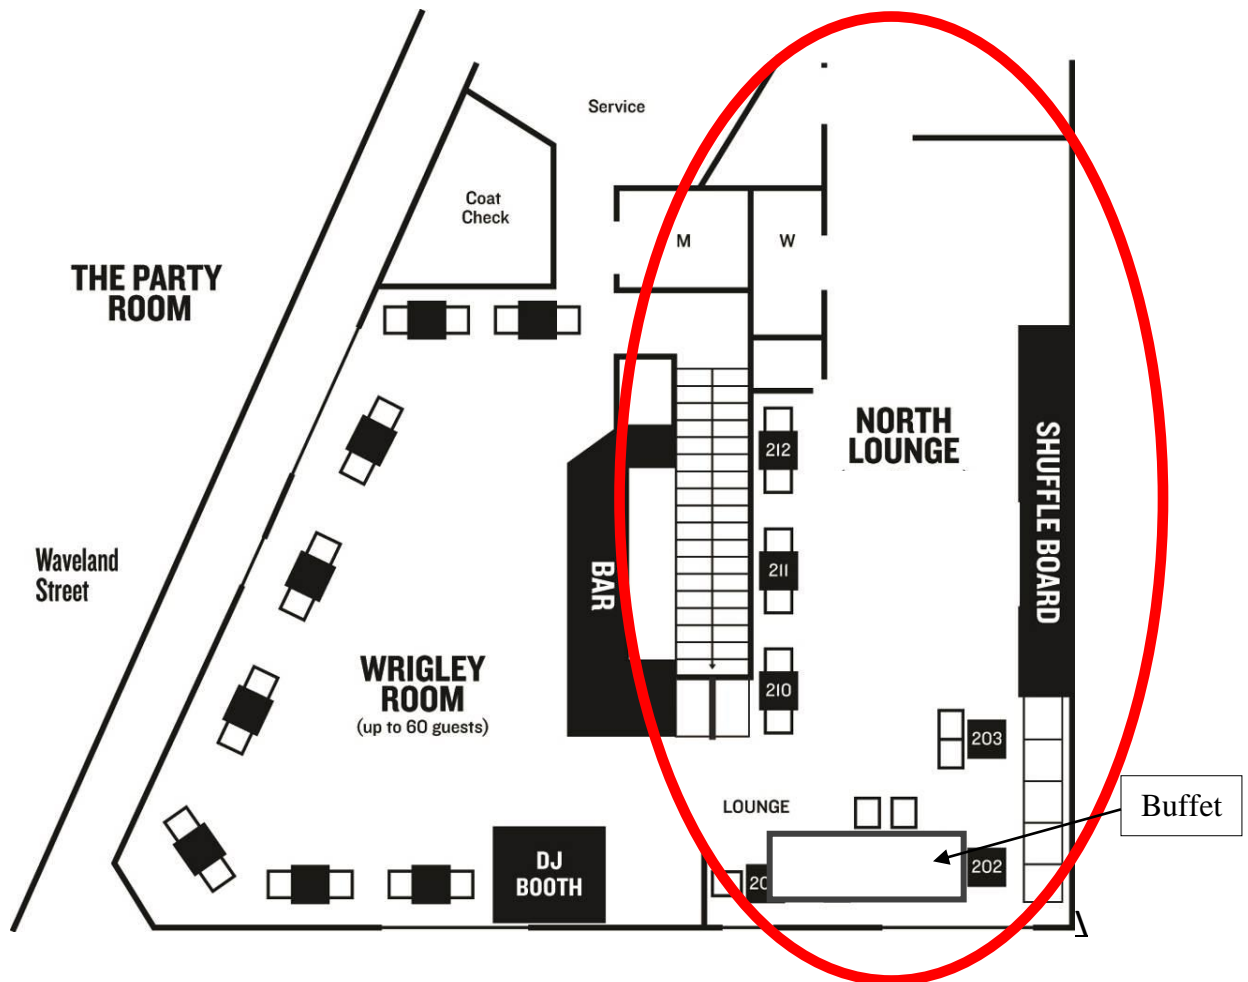 Service
Coat
Check
M
W
THE PARTY
ROOM
NORTH
LOUNGE
212
SHUFFLE BOARD
Waveland
Street
BAR
211
WRIGLEY
ROOM
(up to 60 guests)
210
203
LOUNGE
Buffet
DJ
BOOTH
202